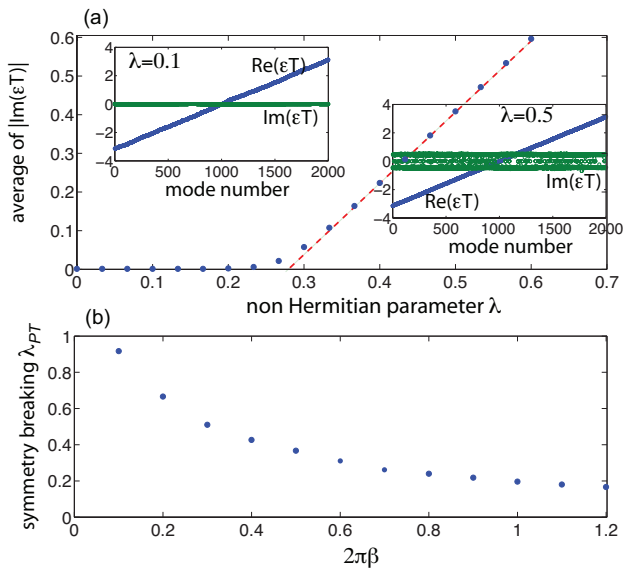 (a)
0.6
0.5
0.4
0.3
0.2
0.1
0
average of |Im(εT)|
4
2
0
−2
−4
λ=0.1
Re(εT)
Im(εT)
0 500 1000 1500 2000
mode number
4
2
0
−2
−4
λ=0.5
Re(εT)
Im(εT)
0 500 1000 1500 2000
mode number
0 0.1 0.2 0.3 0.4 0.5 0.6 0.7
non Hermitian parameter λ
(b)
1
0.8
0.6
0.4
0.2
0
symmetry breaking λPT
0 0.2 0.4 0.6 0.8 1 1.2
2πβ